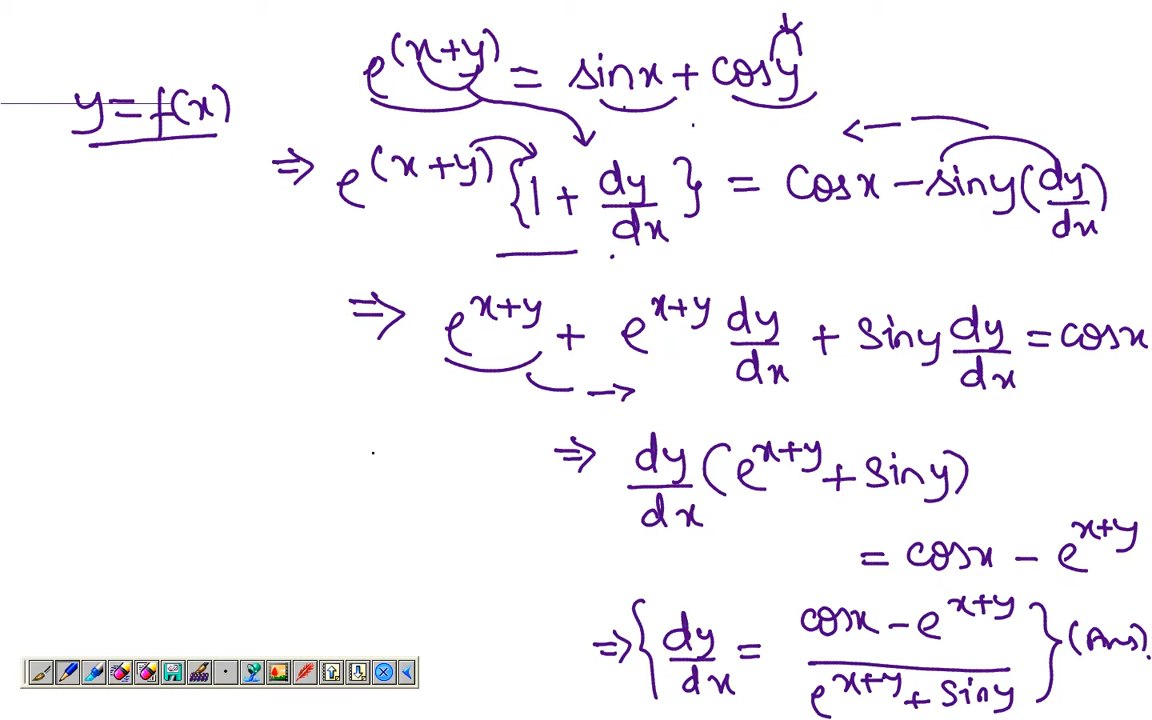 e^(x+y) = sinx + cosy
y = f(x)
⇒ e^(x+y) {1 + dy/dx} = cosx − siny(dy/dx)
⇒ e^x+y + e^x+y dy/dx + siny dy/dx = cosx
⇒ dy/dx (e^x+y + siny)
= cosx − e^x+y
⇒ {dy/dx = cosx − e^x+y / e^x+y + siny} (Ans).